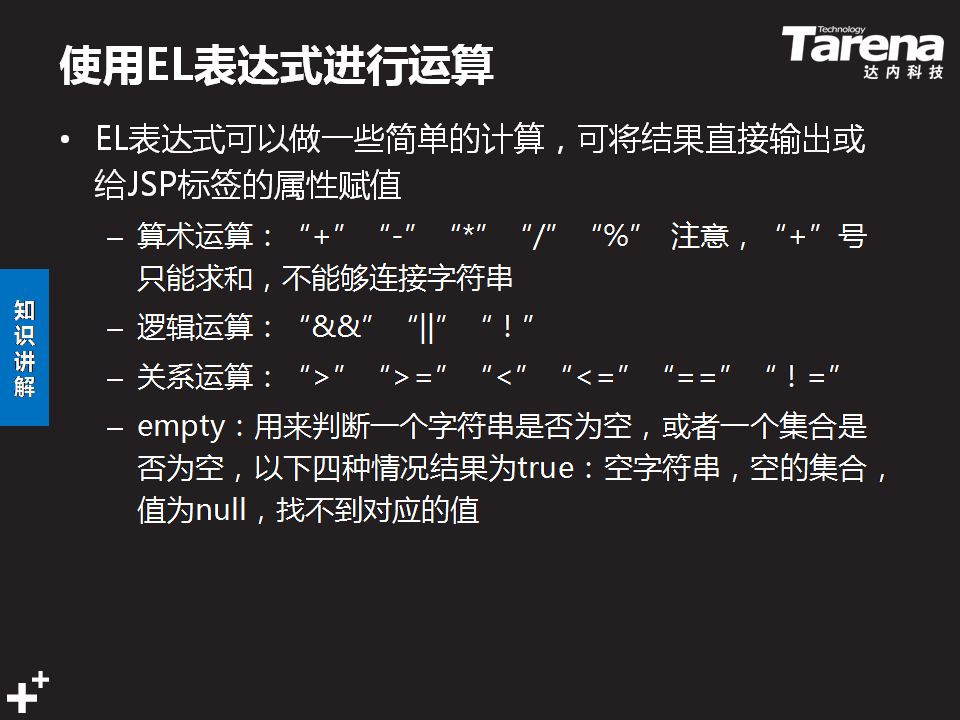 使用EL表达式进行运算
Technology
Tarena
达内科技
• EL表达式可以做一些简单的计算，可将结果直接输出或
给JSP标签的属性赋值
– 算术运算：“+” “-” “*” “/” “%” 注意，“+”号
只能求和，不能够连接字符串
– 逻辑运算：“&&” “||” “！”
– 关系运算：“>” “>=” “<” “<=” “==” “！=”
– empty：用来判断一个字符串是否为空，或者一个集合是
否为空，以下四种情况结果为true：空字符串，空的集合，
值为null，找不到对应的值
知识讲解